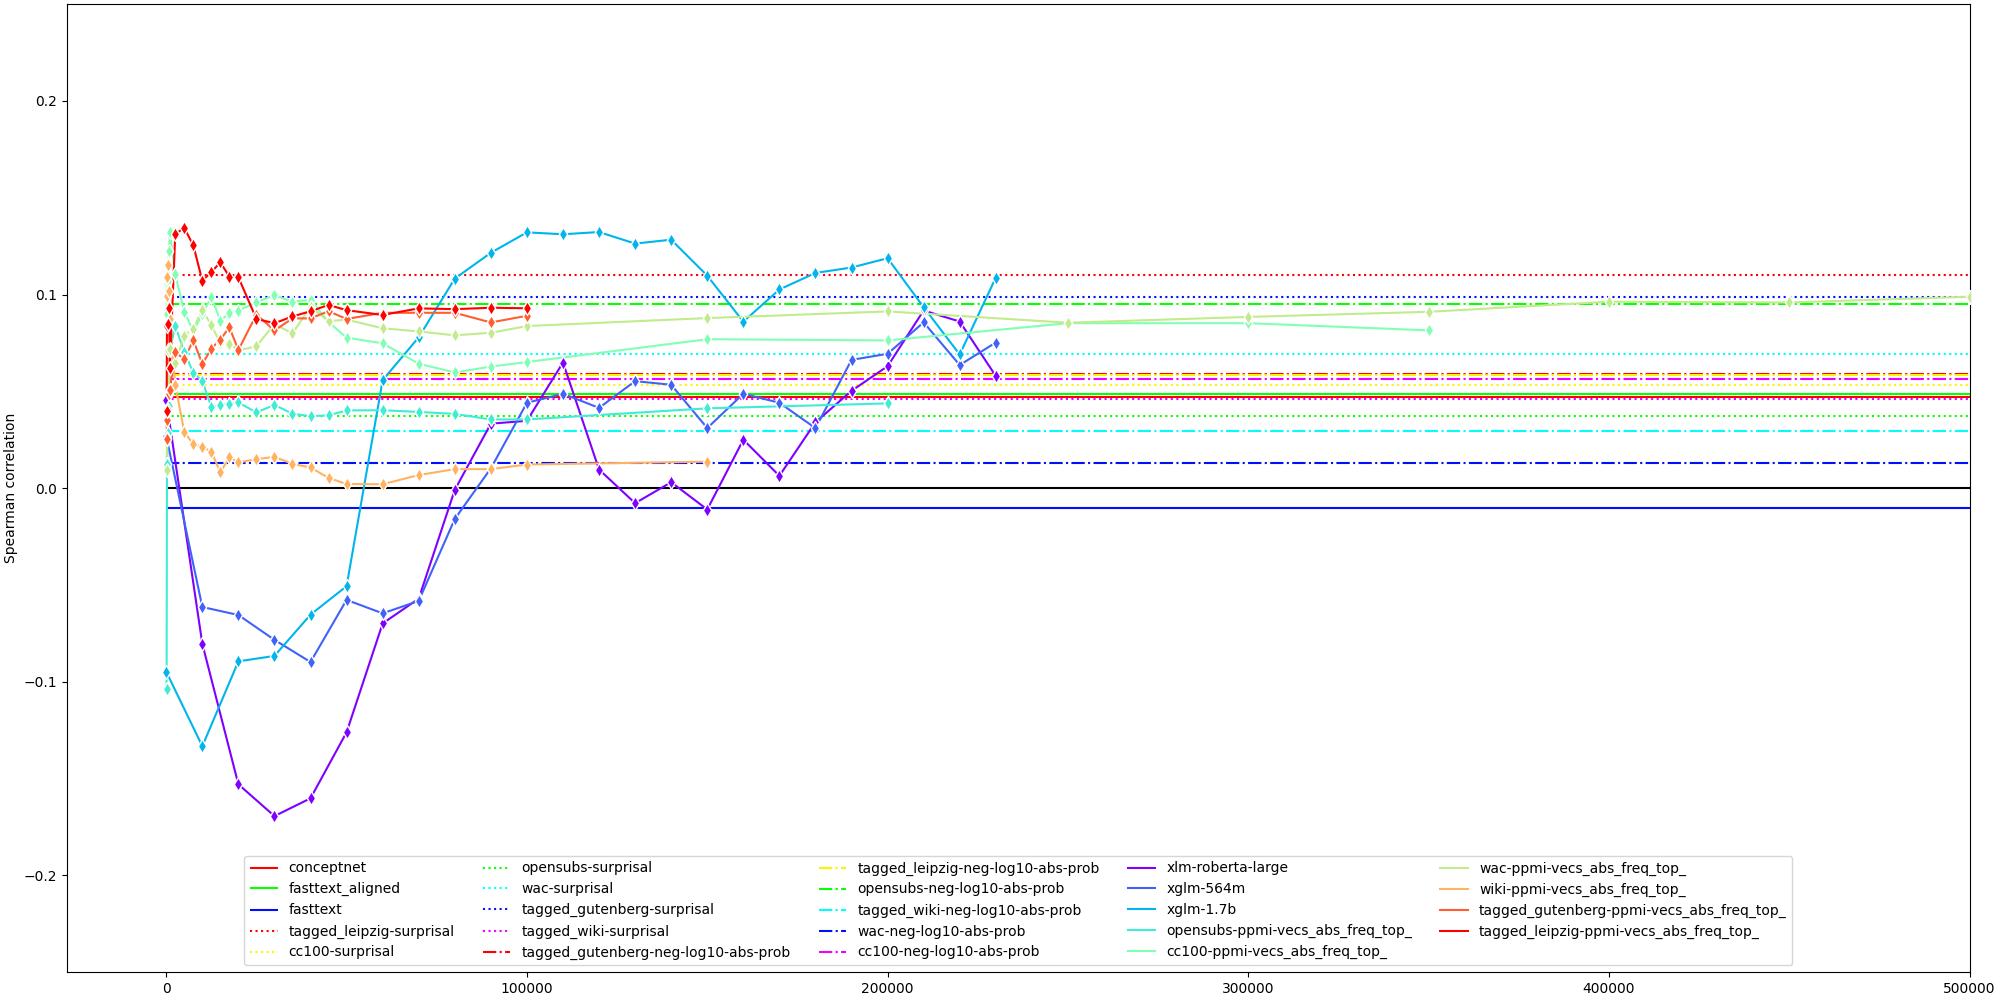 Spearman correlation
0.2
0.1
0.0
−0.1
−0.2
0
100000
200000
300000
400000
500000
conceptnet
fasttext_aligned
fasttext
tagged_leipzig-surprisal
cc100-surprisal
opensubs-surprisal
wac-surprisal
tagged_gutenberg-surprisal
tagged_wiki-surprisal
tagged_gutenberg-neg-log10-abs-prob
tagged_leipzig-neg-log10-abs-prob
opensubs-neg-log10-abs-prob
tagged_wiki-neg-log10-abs-prob
wac-neg-log10-abs-prob
cc100-neg-log10-abs-prob
xlm-roberta-large
xglm-564m
xglm-1.7b
opensubs-ppmi-vecs_abs_freq_top_
cc100-ppmi-vecs_abs_freq_top_
wac-ppmi-vecs_abs_freq_top_
wiki-ppmi-vecs_abs_freq_top_
tagged_gutenberg-ppmi-vecs_abs_freq_top_
tagged_leipzig-ppmi-vecs_abs_freq_top_